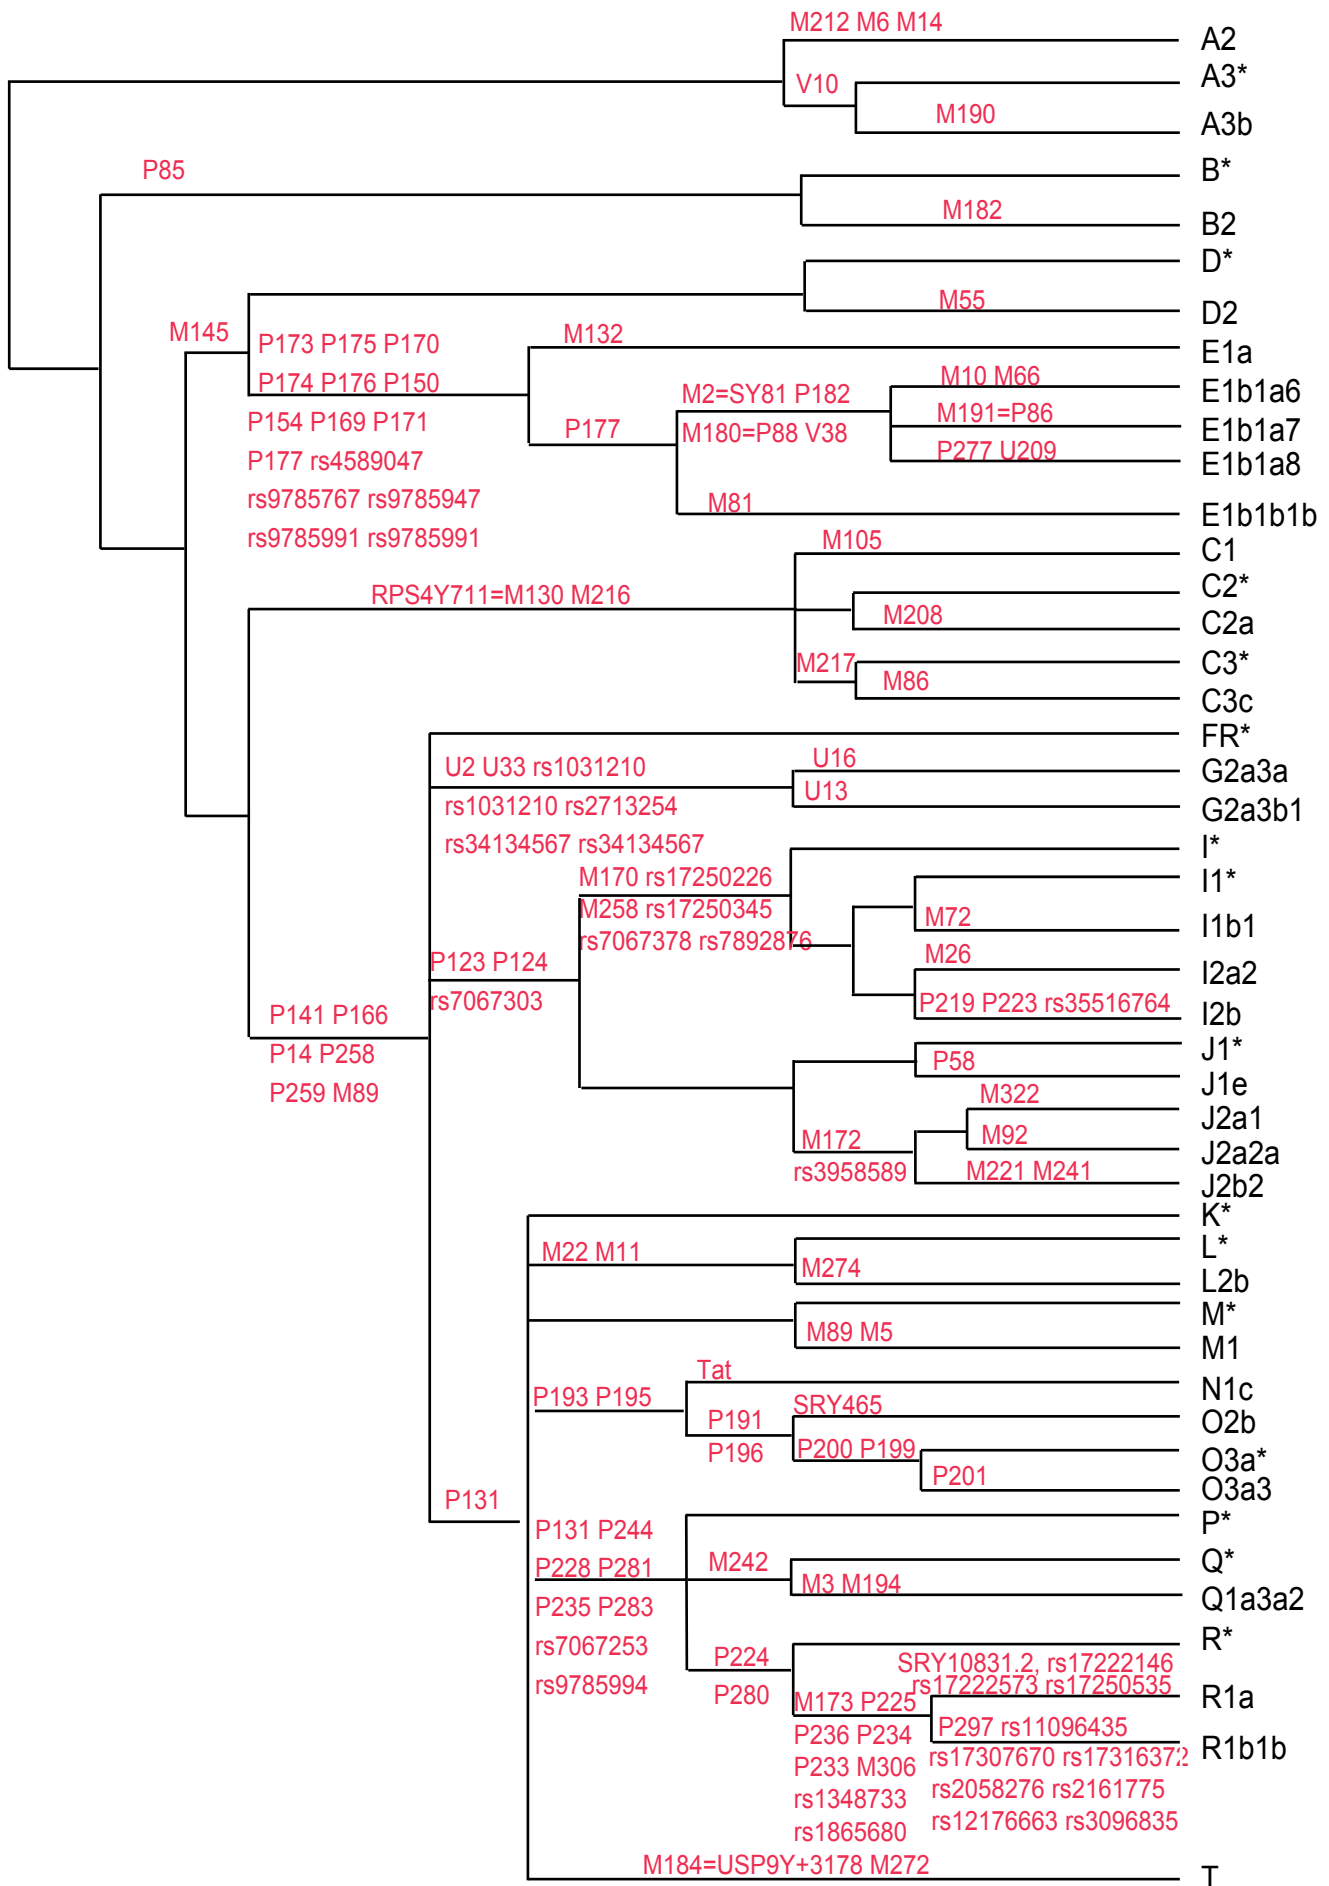 M212 M6 M14
A2
A3*
V10
M190
A3b
P85
B*
M182
B2
D*
M55
D2
M145
P173 P175 P170
M132
E1a
P174 P176 P150
M2=SY81 P182
M10 M66
E1b1a6
P154 P169 P171
P177
M180=P88 V38
M191=P86
E1b1a7
P177 rs4589047
P277 U209
E1b1a8
rs9785767 rs9785947
M81
E1b1b1b
rs9785991 rs9785991
M105
C1
RPS4Y711=M130 M216
C2*
M208
C2a
M217
C3*
M86
C3c
FR*
U2 U33 rs1031210
U16
G2a3a
rs1031210 rs2713254
U13
G2a3b1
rs34134567 rs34134567
I*
M170 rs17250226
I1*
M258 rs17250345
M72
I1b1
rs7067378 rs7892876
P123 P124
M26
I2a2
rs7067303
P219 P223 rs35516764
I2b
P141 P166
P14 P258
P259 M89
J1*
P58
J1e
M322
J2a1
M172
M92
J2a2a
rs3958589
M221 M241
J2b2
K*
M22 M11
L*
M274
L2b
M*
M89 M5
M1
Tat
N1c
P193 P195
SRY465
O2b
P191
P196
P200 P199
O3a*
P201
O3a3
P131
P131 P244
P*
P228 P281
M242
Q*
P235 P283
M3 M194
Q1a3a2
rs7067253
R*
rs9785994
P224
P280
SRY10831.2, rs17222146
rs17222573 rs17250535
R1a
M173 P225
P236 P234
P297 rs11096435
R1b1b
P233 M306
rs17307670 rs17316372
rs1348733
rs2058276 rs2161775
rs1865680
rs12176663 rs3096835
M184=USP9Y+3178 M272
T